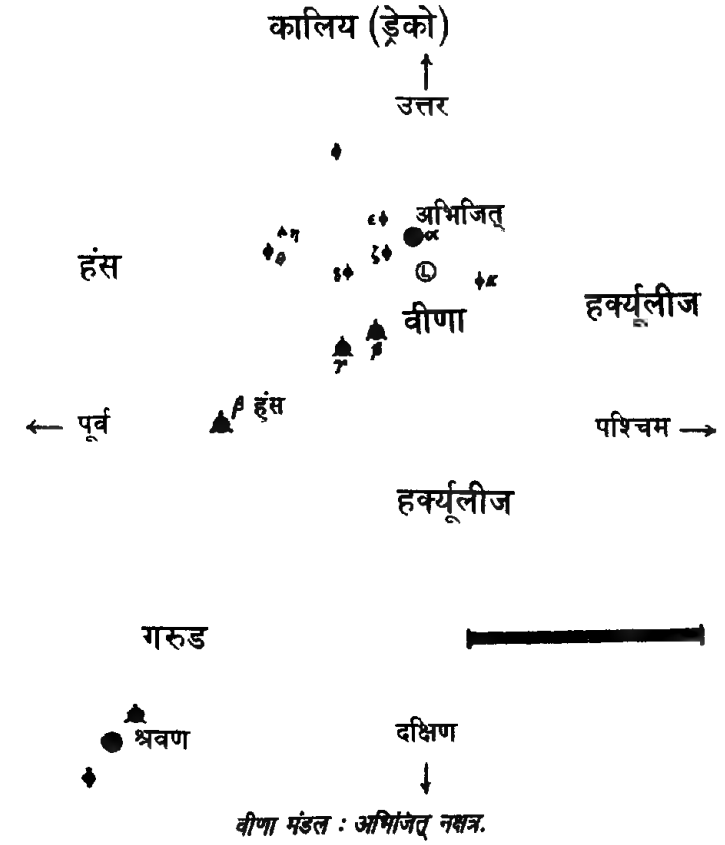 कालिय (ड्रेको)
उत्तर
अभिजित्
ε
α
η
θ
हंस
δ
ζ
L
κ
हर्क्यूलीज
वीणा
γ
β
β हंस
← पूर्व
पश्चिम →
हर्क्यूलीज
गरुड
श्रवण
दक्षिण
वीणा मंडल : अभिजित् नक्षत्र.